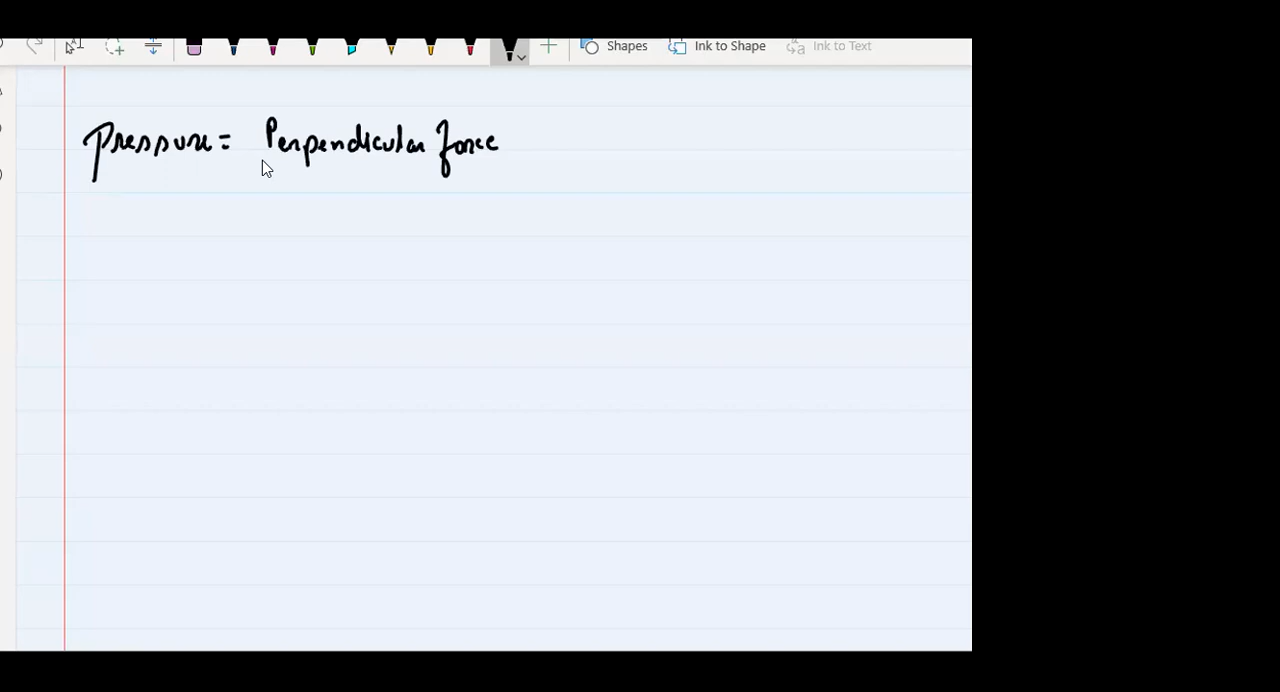 Shapes Ink to Shape Ink to Text
Pressure = Perpendicular force